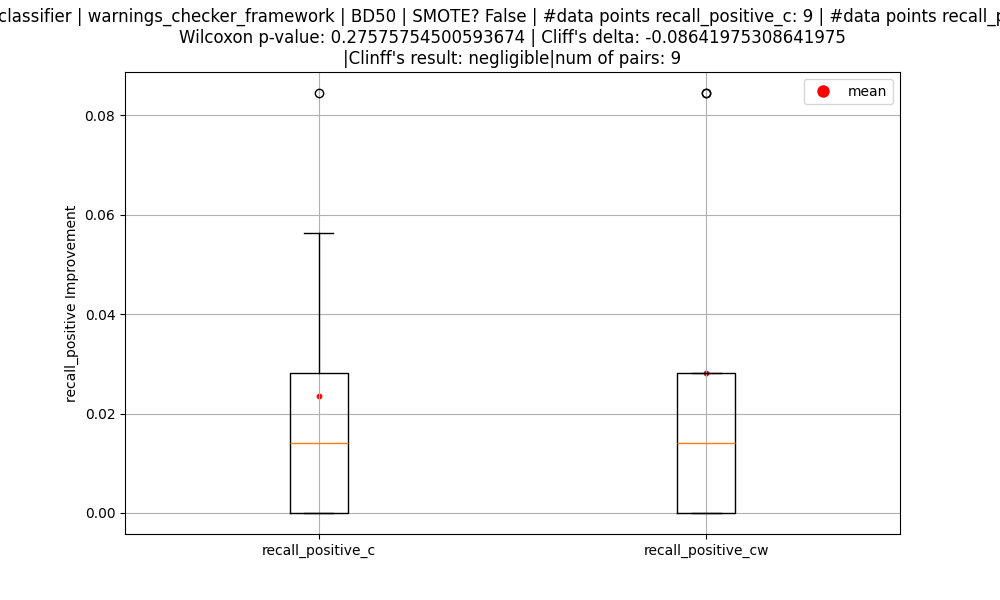 classifier | warnings_checker_framework | BD50 | SMOTE? False | #data points recall_positive_c: 9 | #data points
Wilcoxon p-value: 0.27575754500593674 | Cliff's delta: -0.08641975308641975
|Clinff's result: negligible|num of pairs: 9
mean
0.08
0.06
0.04
0.02
0.00
recall_positive Improvement
recall_positive_c
recall_positive_cw